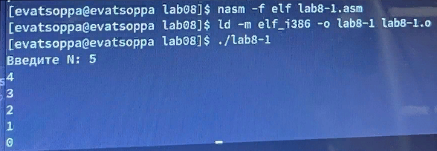 [evatsoppa@evatsoppa lab08]$ nasm -f elf lab8-1.asm
[evatsoppa@evatsoppa lab08]$ ld -m elf_i386 -o lab8-1 lab8-1.o
[evatsoppa@evatsoppa lab08]$ ./lab8-1
Введите N: 5
4
3
2
1
0